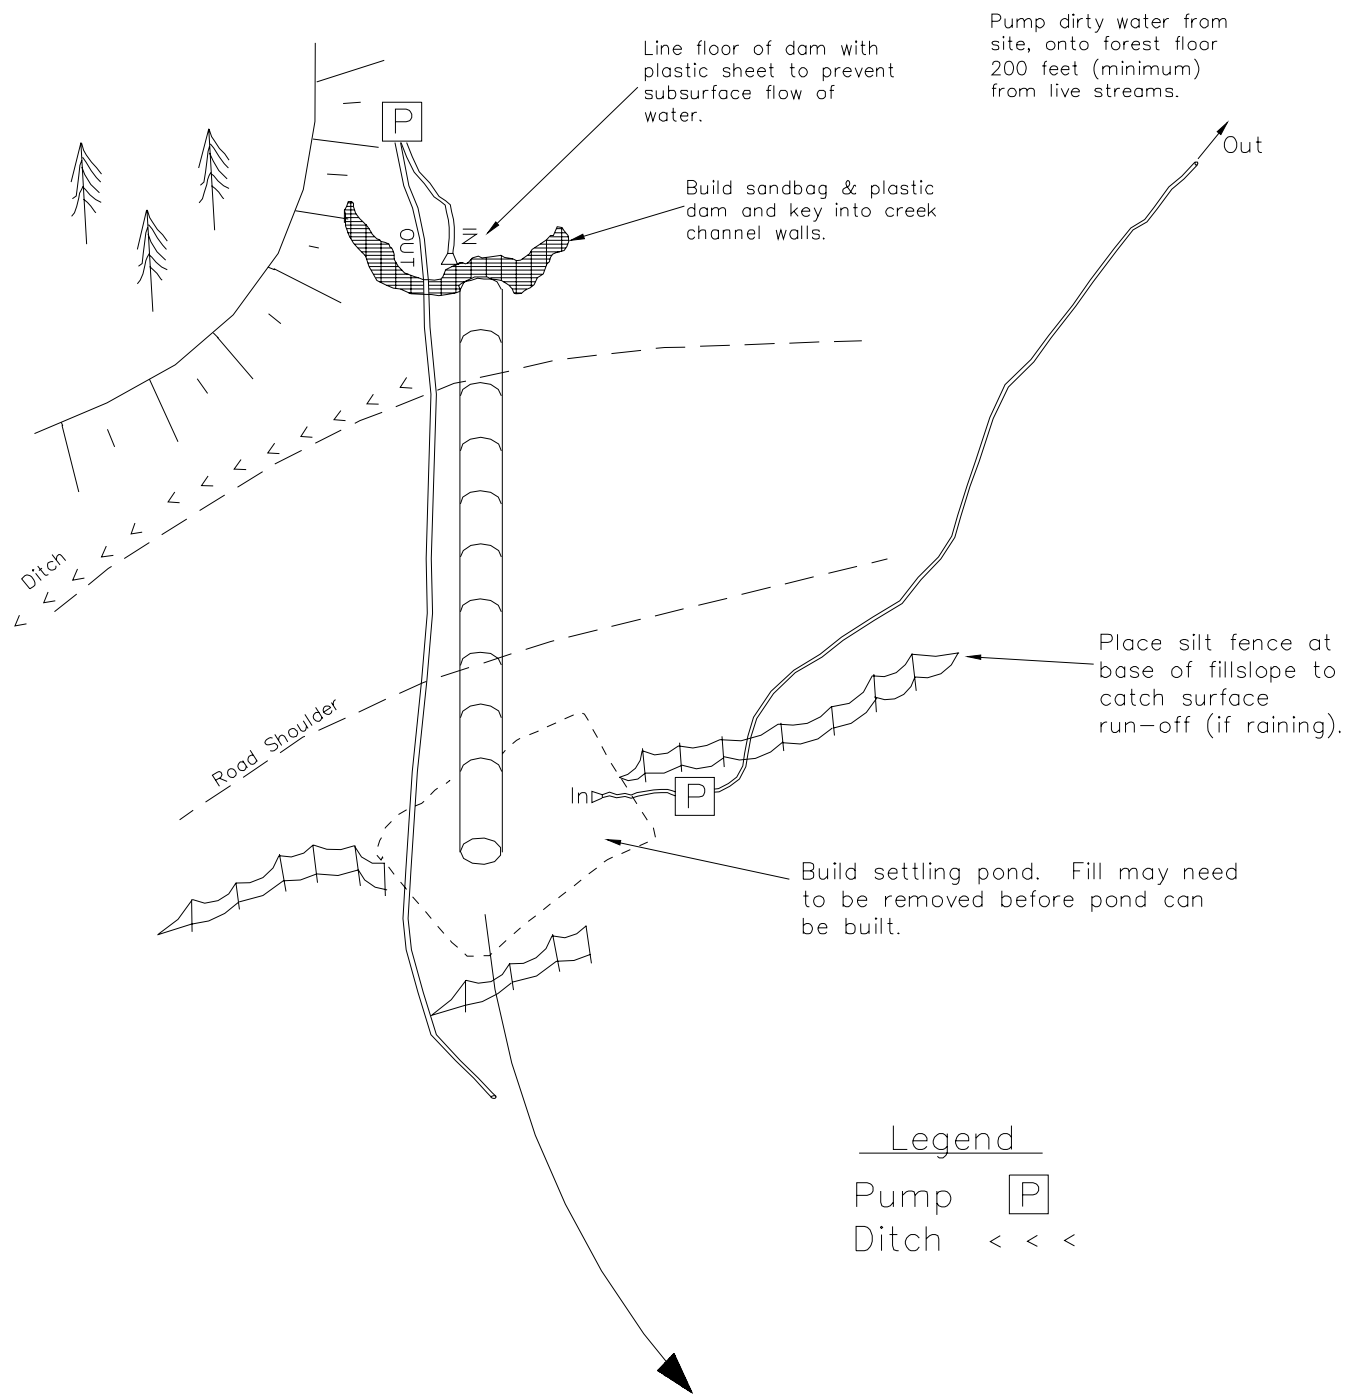 Pump dirty water from
site, onto forest floor
200 feet (minimum)
from live streams.
Line floor of dam with
plastic sheet to prevent
subsurface flow of
water.
P
Out
Build sandbag & plastic
dam and key into creek
channel walls.
OUT
IN
Ditch
Place silt fence at
base of fillslope to
catch surface
run-off (if raining).
Road Shoulder
In
P
Build settling pond. Fill may need
to be removed before pond can
be built.
Legend
Pump P
Ditch < < <